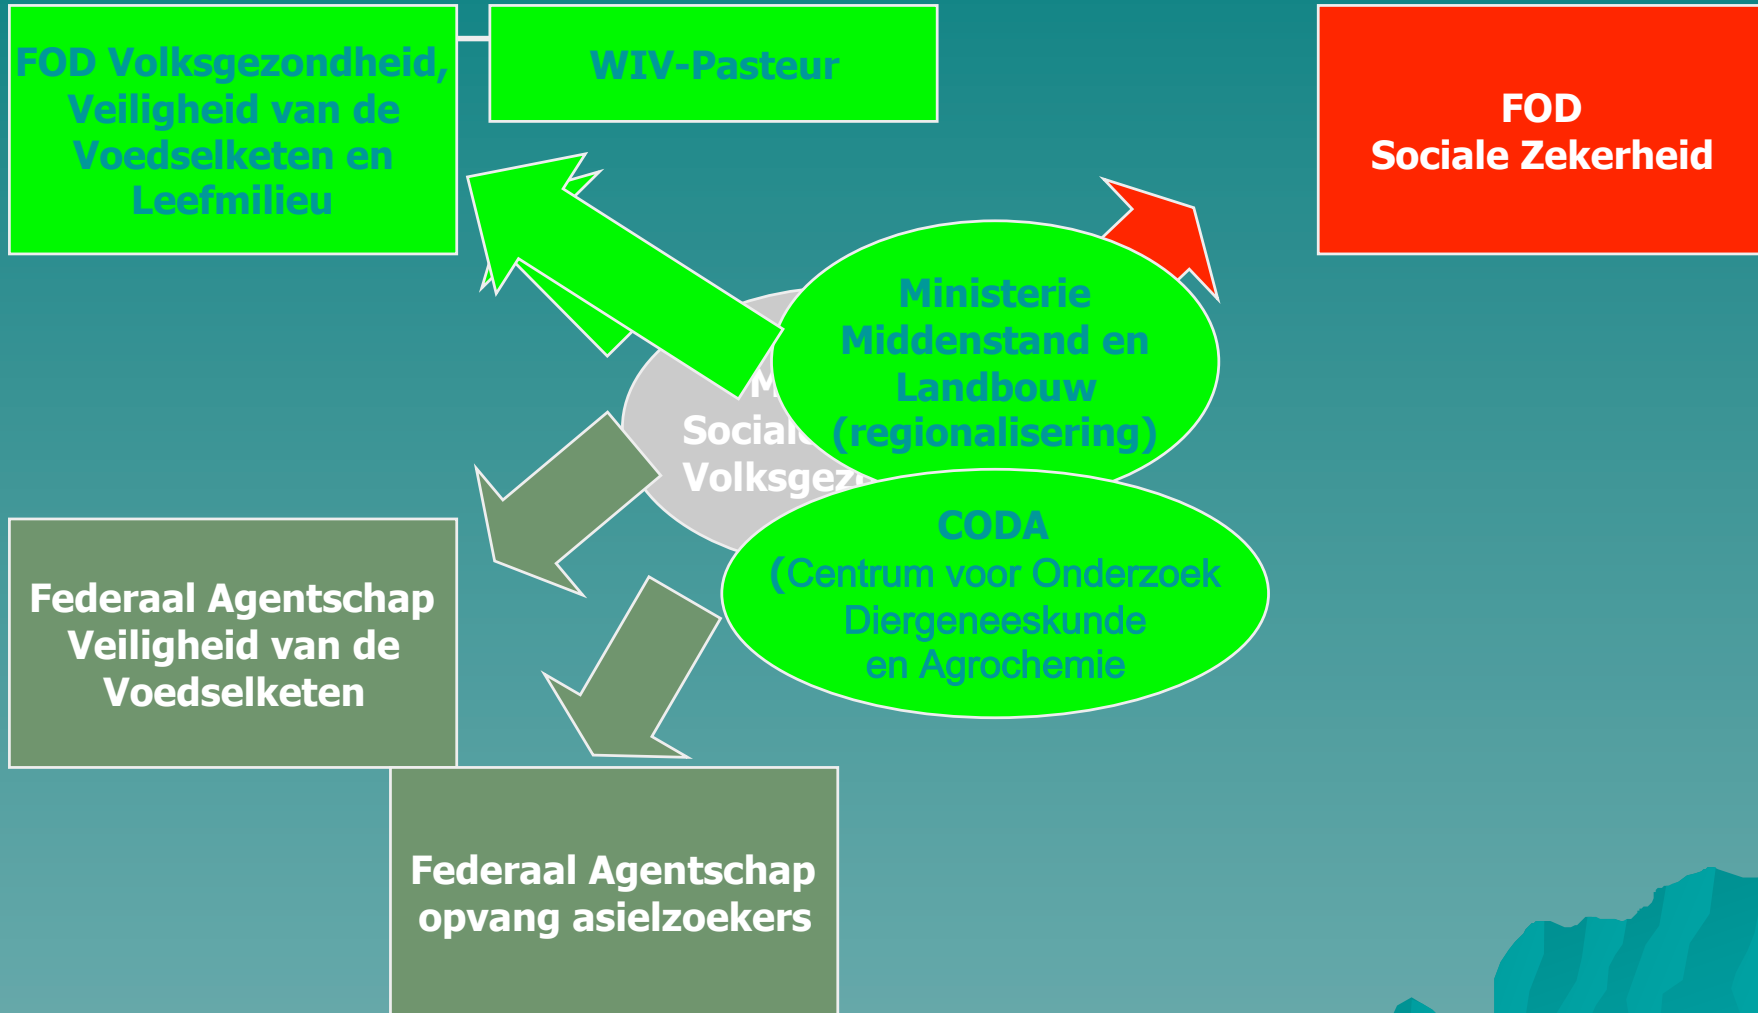 FOD Volksgezondheid,
Veiligheid van de
Voedselketen en
Leefmilieu
WIV-Pasteur
FOD
Sociale Zekerheid
Ministerie
Middenstand en
Landbouw
(regionalisering)
CODA
(Centrum voor Onderzoek
Diergeneeskunde
en Agrochemie
Federaal Agentschap
Veiligheid van de
Voedselketen
Federaal Agentschap
opvang asielzoekers